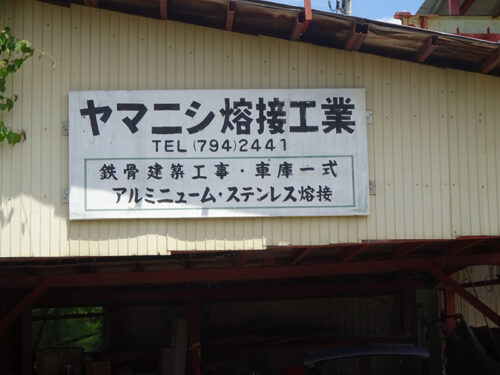 ヤマニシ熔接工業
TEL(794)2441
鉄骨建築工事・車庫一式
アルミニューム・ステンレス熔接